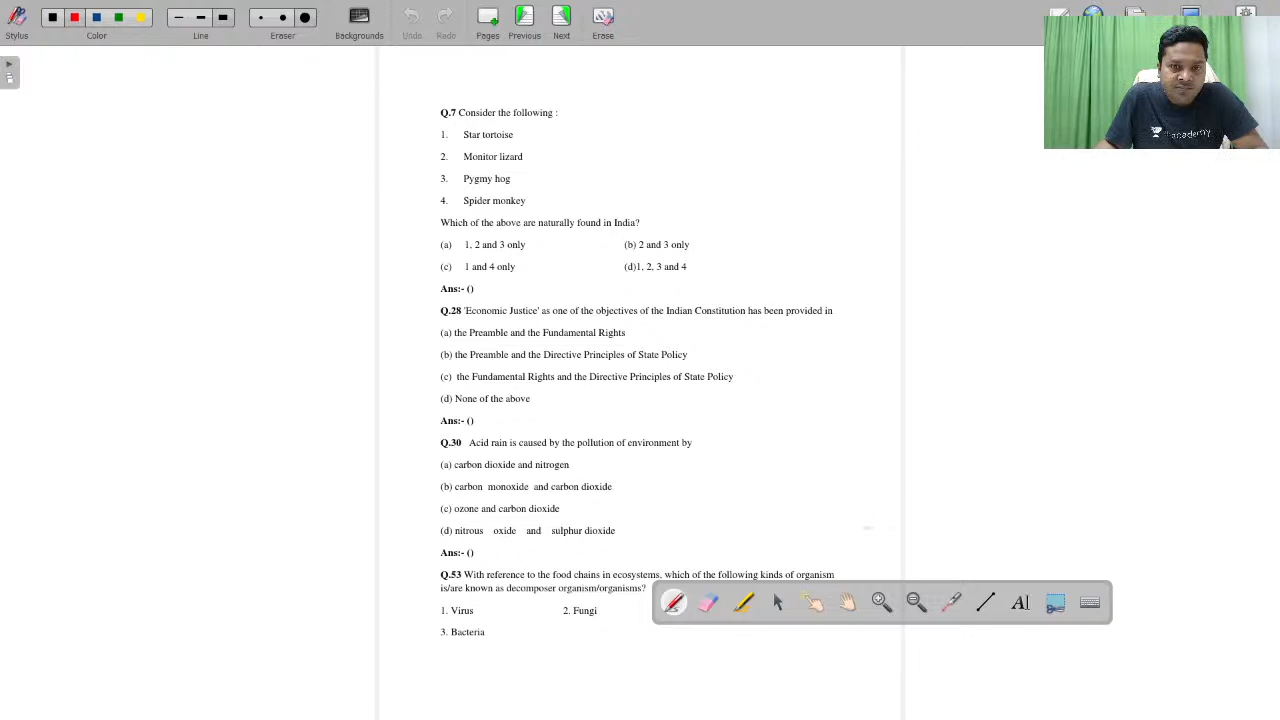 Stylus
Color
Line
Eraser
Backgrounds
Undo
Redo
Pages
Previous
Next
Erase
Q.7 Consider the following :
1. Star tortoise
2. Monitor lizard
3. Pygmy hog
4. Spider monkey
Which of the above are naturally found in India?
(a) 1, 2 and 3 only (b) 2 and 3 only
(c) 1 and 4 only (d)1, 2, 3 and 4
Ans:- ()
Q.28 'Economic Justice' as one of the objectives of the Indian Constitution has been provided in
(a) the Preamble and the Fundamental Rights
(b) the Preamble and the Directive Principles of State Policy
(c) the Fundamental Rights and the Directive Principles of State Policy
(d) None of the above
Ans:- ()
Q.30 Acid rain is caused by the pollution of environment by
(a) carbon dioxide and nitrogen
(b) carbon monoxide and carbon dioxide
(c) ozone and carbon dioxide
(d) nitrous oxide and sulphur dioxide
Ans:- ()
Q.53 With reference to the food chains in ecosystems, which of the following kinds of organism
is/are known as decomposer organism/organisms?
1. Virus 2. Fungi
3. Bacteria